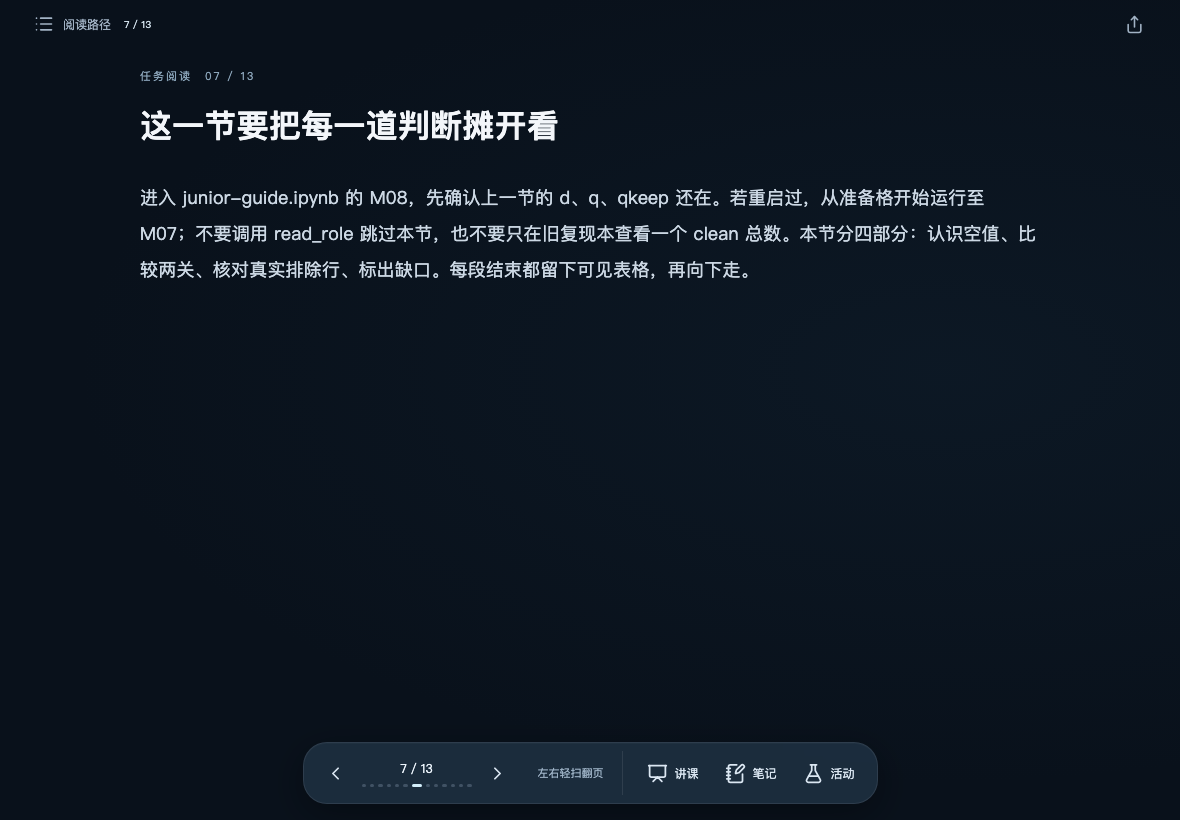 阅读路径 7 / 13
任务阅读 07 / 13
这一节要把每一道判断摊开看
进入 junior-guide.ipynb 的 M08，先确认上一节的 d、q、qkeep 还在。若重启过，从准备格开始运行至
M07；不要调用 read_role 跳过本节，也不要只在旧复现本查看一个 clean 总数。本节分四部分：认识空值、比
较两关、核对真实排除行、标出缺口。每段结束都留下可见表格，再向下走。
7 / 13
左右轻扫翻页
讲课
笔记
活动